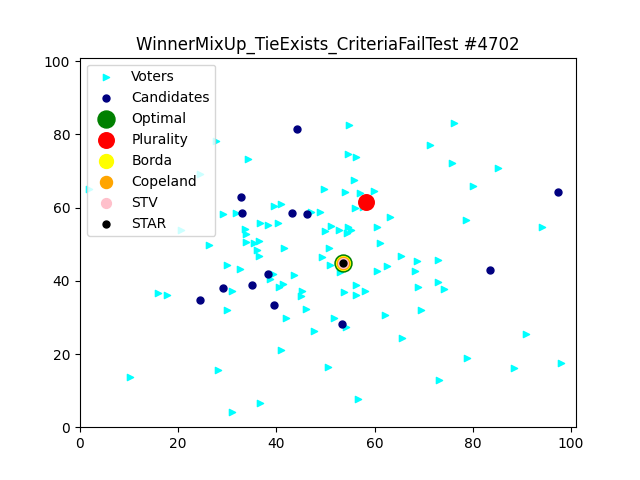 WinnerMixUp_TieExists_CriteriaFailTest #4702
100
80
60
40
20
0
Voters
Candidates
Optimal
Plurality
Borda
Copeland
STV
STAR
0 20 40 60 80 100